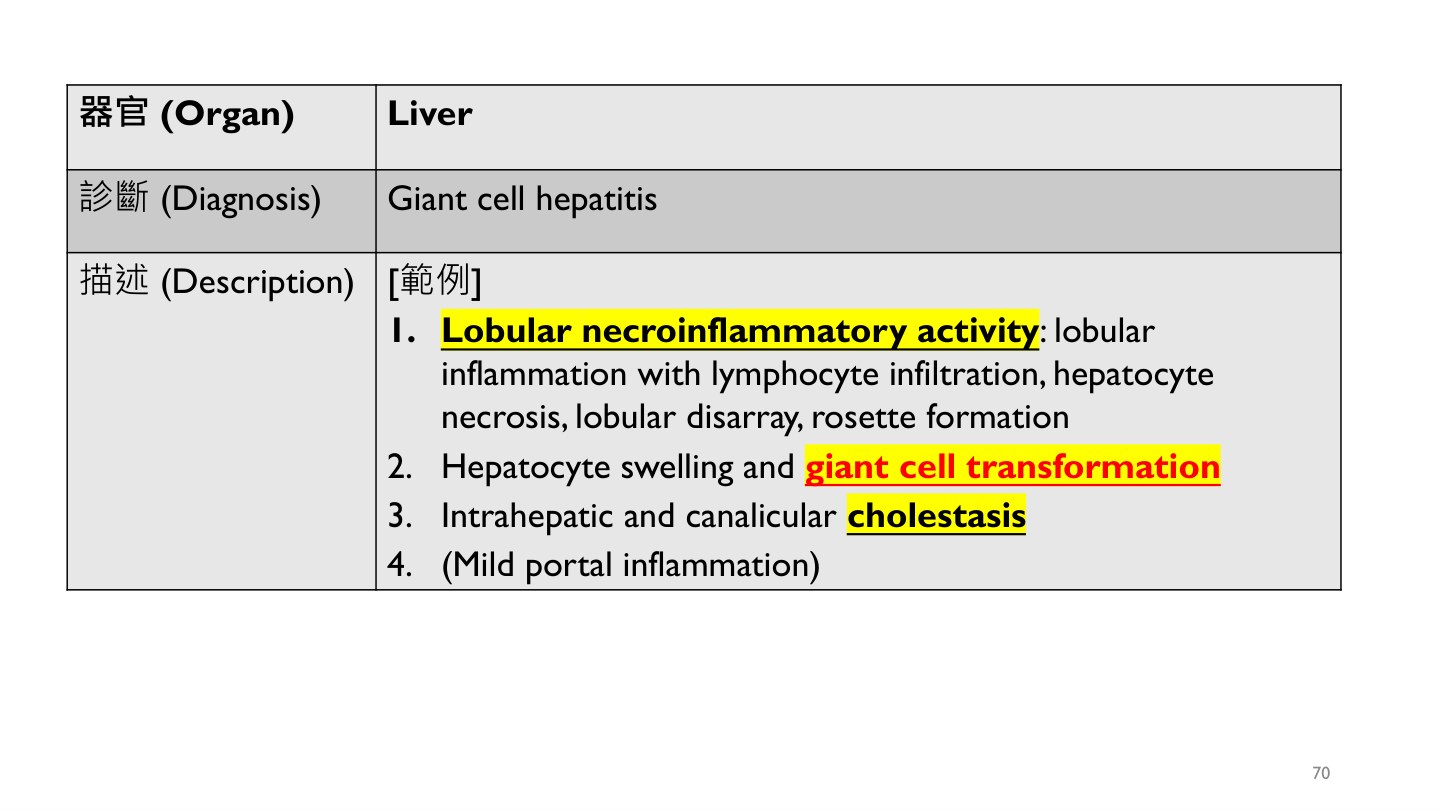 器官 (Organ)
Liver
診斷 (Diagnosis)
Giant cell hepatitis
描述 (Description)
[範例]
1. Lobular necroinflammatory activity: lobular
inflammation with lymphocyte infiltration, hepatocyte
necrosis, lobular disarray, rosette formation
2. Hepatocyte swelling and giant cell transformation
3. Intrahepatic and canalicular cholestasis
4. (Mild portal inflammation)
70